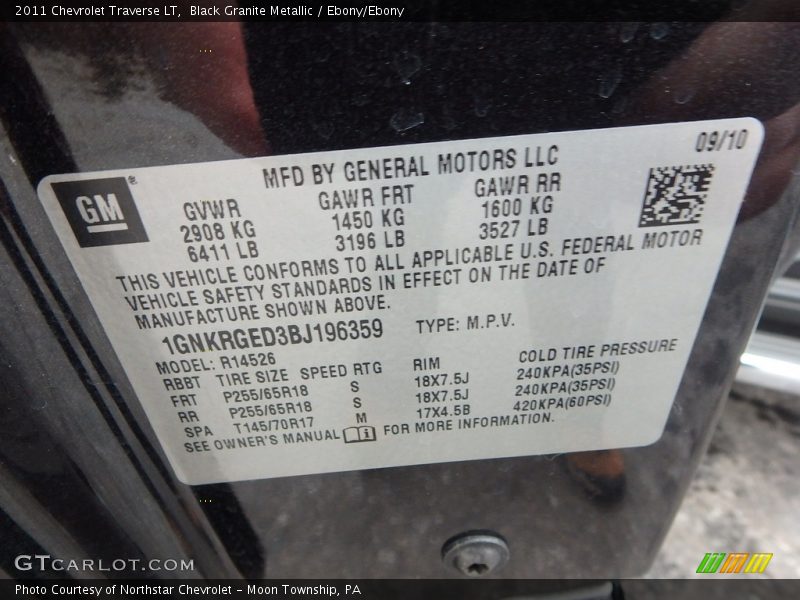 2011 Chevrolet Traverse LT, Black Granite Metallic / Ebony/Ebony
09/10
MFD BY GENERAL MOTORS LLC
GM®
GVWR GAWR FRT GAWR RR
2908 KG 1450 KG 1600 KG
6411 LB 3196 LB 3527 LB
THIS VEHICLE CONFORMS TO ALL APPLICABLE U.S. FEDERAL MOTOR
VEHICLE SAFETY STANDARDS IN EFFECT ON THE DATE OF
MANUFACTURE SHOWN ABOVE.
1GNKRGED3BJ196359 TYPE: M.P.V.
MODEL: R14526
RBBT TIRE SIZE SPEED RTG RIM COLD TIRE PRESSURE
FRT P255/65R18 S 18X7.5J 240KPA(35PSI)
RR P255/65R18 S 18X7.5J 240KPA(35PSI)
SPA T145/70R17 M 17X4.5B 420KPA(60PSI)
SEE OWNER'S MANUAL FOR MORE INFORMATION.
GTCARLOT.COM
Photo Courtesy of Northstar Chevrolet - Moon Township, PA